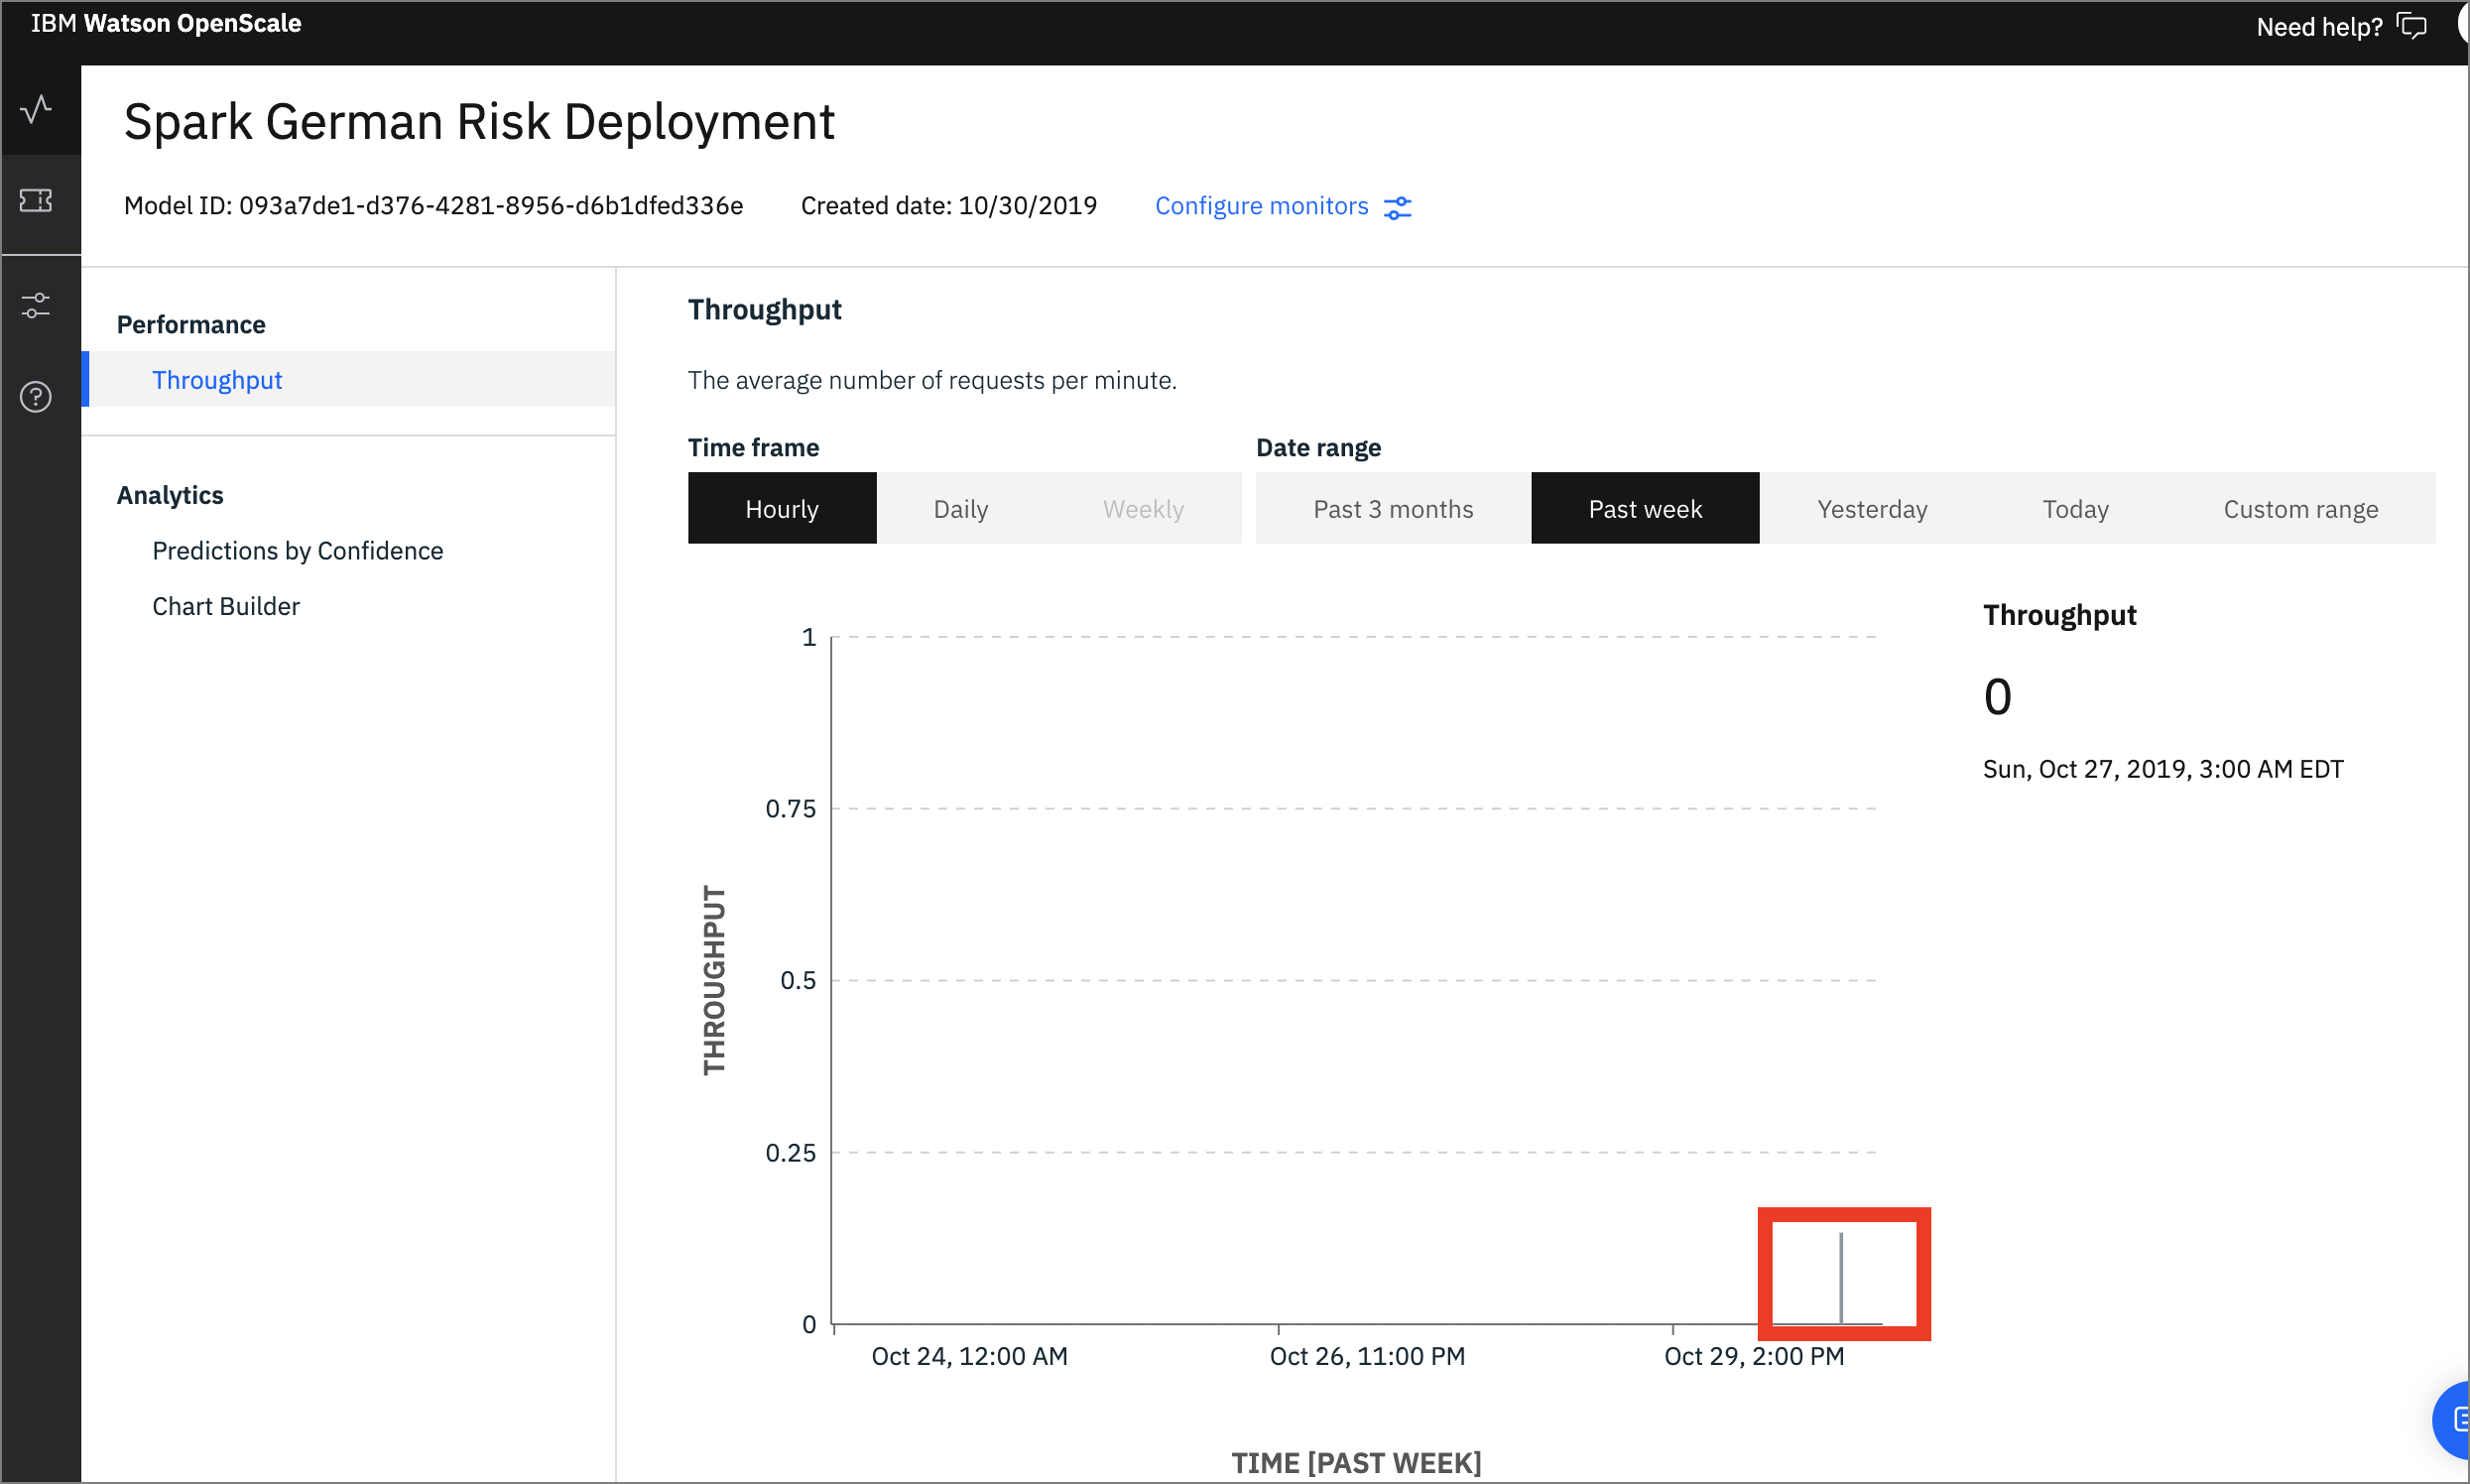 IBM Watson OpenScale
Need help?
Spark German Risk Deployment
Model ID: 093a7de1-d376-4281-8956-d6b1dfed336e
Created date: 10/30/2019
Configure monitors
Performance
Throughput
Analytics
Predictions by Confidence
Chart Builder
Throughput
The average number of requests per minute.
Time frame
Hourly
Daily
Weekly
Date range
Past 3 months
Past week
Yesterday
Today
Custom range
1
0.75
0.5
0.25
0
THROUGHPUT
Oct 24, 12:00 AM
Oct 26, 11:00 PM
Oct 29, 2:00 PM
TIME [PAST WEEK]
Throughput
0
Sun, Oct 27, 2019, 3:00 AM EDT